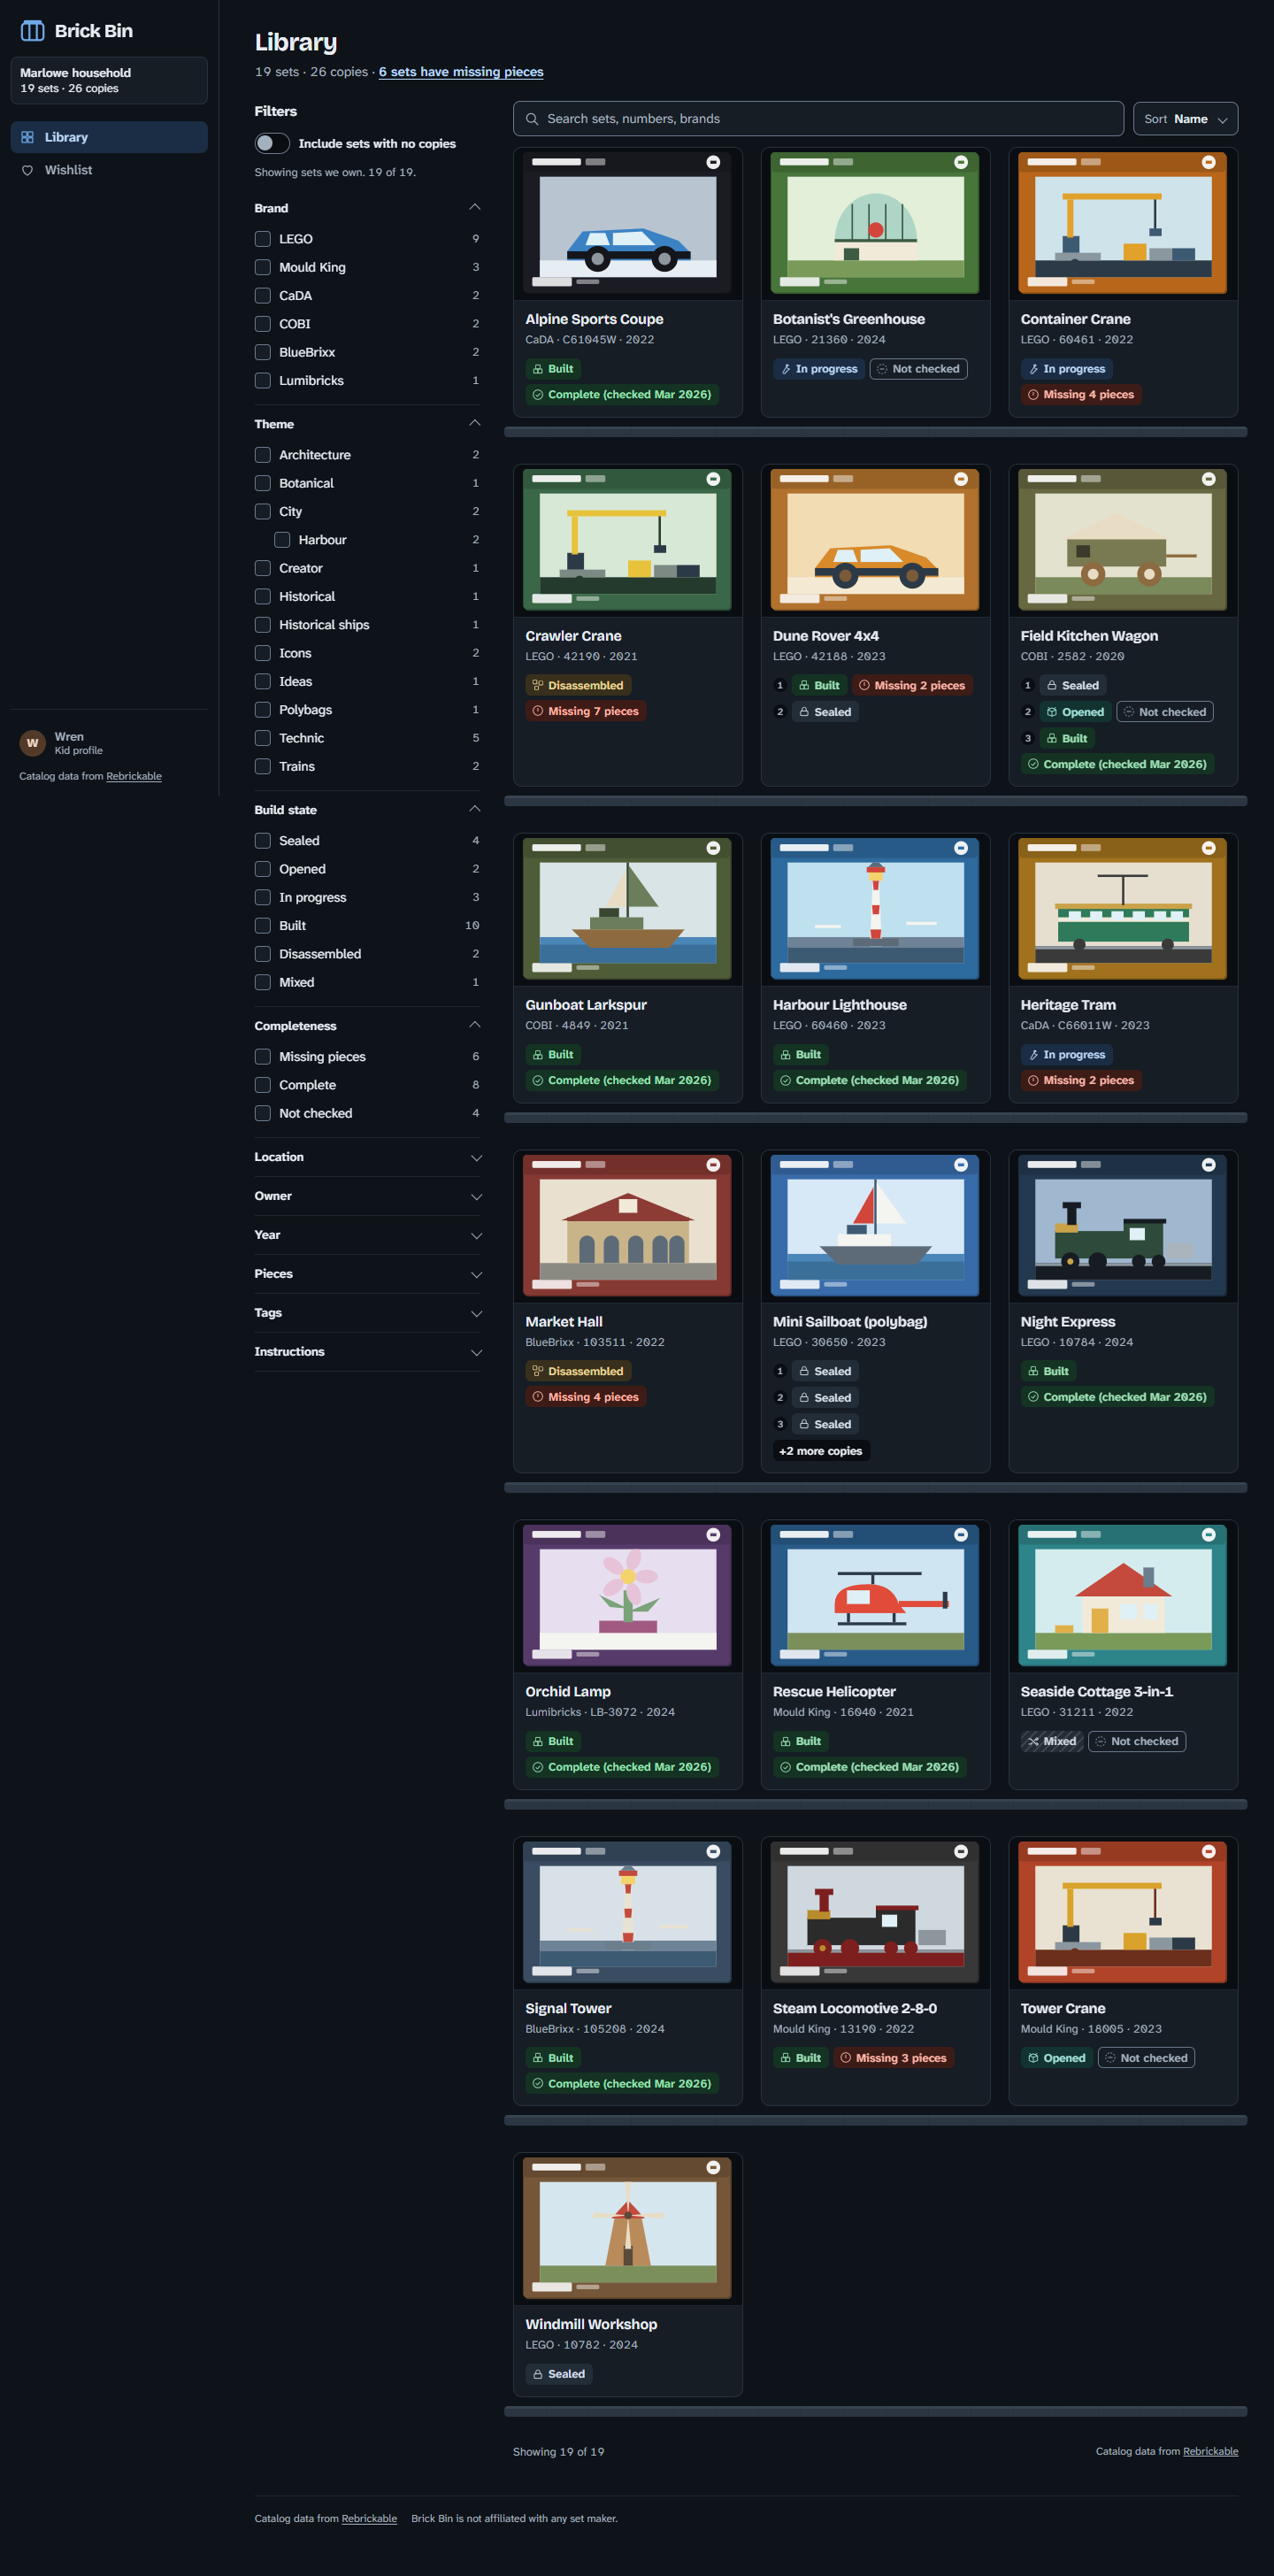 Brick Bin
Marlowe household
19 sets · 26 copies
Library
Wishlist
W
Wren
Kid profile
Catalog data from Rebrickable
Library
19 sets · 26 copies · 6 sets have missing pieces
Filters
Include sets with no copies
Showing sets we own. 19 of 19.
Brand
LEGO 9
Mould King 3
CaDA 2
COBI 2
BlueBrixx 2
Lumibricks 1
Theme
Architecture 2
Botanical 1
City 2
Harbour 2
Creator 1
Historical 1
Historical ships 1
Icons 2
Ideas 1
Polybags 1
Technic 5
Trains 2
Build state
Sealed 4
Opened 2
In progress 3
Built 10
Disassembled 2
Mixed 1
Completeness
Missing pieces 6
Complete 8
Not checked 4
Location
Owner
Year
Pieces
Tags
Instructions
Search sets, numbers, brands
Sort Name
Alpine Sports Coupe
CaDA · C61045W · 2022
Built
Complete (checked Mar 2026)
Botanist's Greenhouse
LEGO · 21360 · 2024
In progress Not checked
Container Crane
LEGO · 60461 · 2022
In progress
Missing 4 pieces
Crawler Crane
LEGO · 42190 · 2021
Disassembled
Missing 7 pieces
Dune Rover 4x4
LEGO · 42188 · 2023
1 Built Missing 2 pieces
2 Sealed
Field Kitchen Wagon
COBI · 2582 · 2020
1 Sealed
2 Opened Not checked
3 Built
Complete (checked Mar 2026)
Gunboat Larkspur
COBI · 4849 · 2021
Built
Complete (checked Mar 2026)
Harbour Lighthouse
LEGO · 60460 · 2023
Built
Complete (checked Mar 2026)
Heritage Tram
CaDA · C66011W · 2023
In progress
Missing 2 pieces
Market Hall
BlueBrixx · 103511 · 2022
Disassembled
Missing 4 pieces
Mini Sailboat (polybag)
LEGO · 30650 · 2023
1 Sealed
2 Sealed
3 Sealed
+2 more copies
Night Express
LEGO · 10784 · 2024
Built
Complete (checked Mar 2026)
Orchid Lamp
Lumibricks · LB-3072 · 2024
Built
Complete (checked Mar 2026)
Rescue Helicopter
Mould King · 16040 · 2021
Built
Complete (checked Mar 2026)
Seaside Cottage 3-in-1
LEGO · 31211 · 2022
Mixed Not checked
Signal Tower
BlueBrixx · 105208 · 2024
Built
Complete (checked Mar 2026)
Steam Locomotive 2-8-0
Mould King · 13190 · 2022
Built Missing 3 pieces
Tower Crane
Mould King · 18005 · 2023
Opened Not checked
Windmill Workshop
LEGO · 10782 · 2024
Sealed
Showing 19 of 19
Catalog data from Rebrickable
Catalog data from Rebrickable Brick Bin is not affiliated with any set maker.